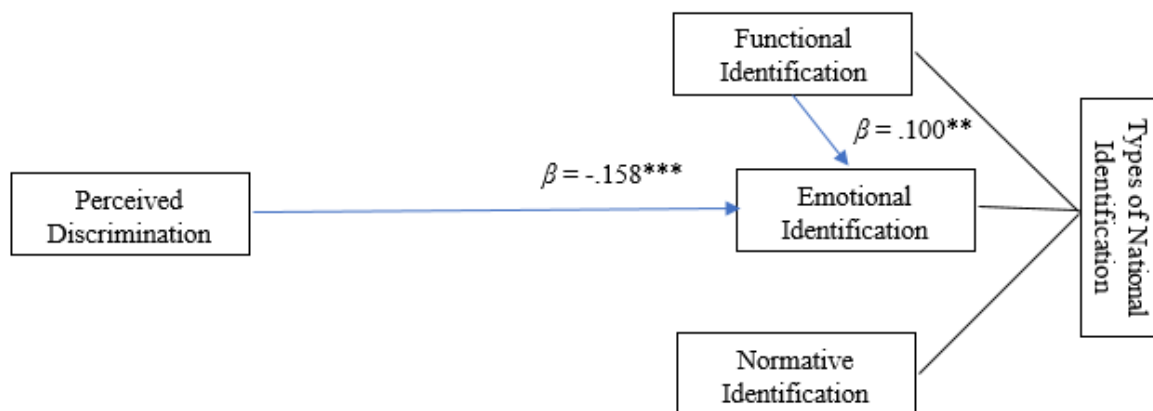 Functional
Identification
β = .100**
β = -.158***
Perceived
Discrimination
Emotional
Identification
Types of National
Identification
Normative
Identification